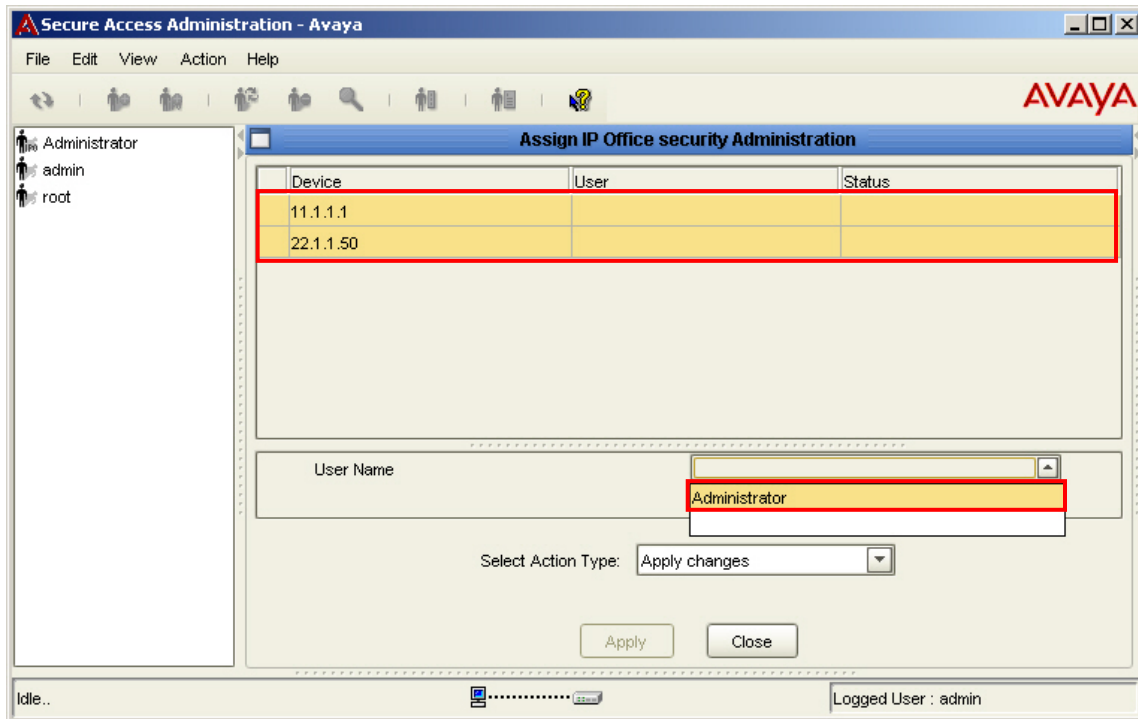 Secure Access Administration - Avaya
File Edit View Action Help
AVAYA
IPO Administrator
admin
root
Assign IP Office security Administration
Device User Status
11.1.1.1
22.1.1.50
User Name
Administrator
Select Action Type: Apply changes
Apply Close
Idle.. Logged User : admin